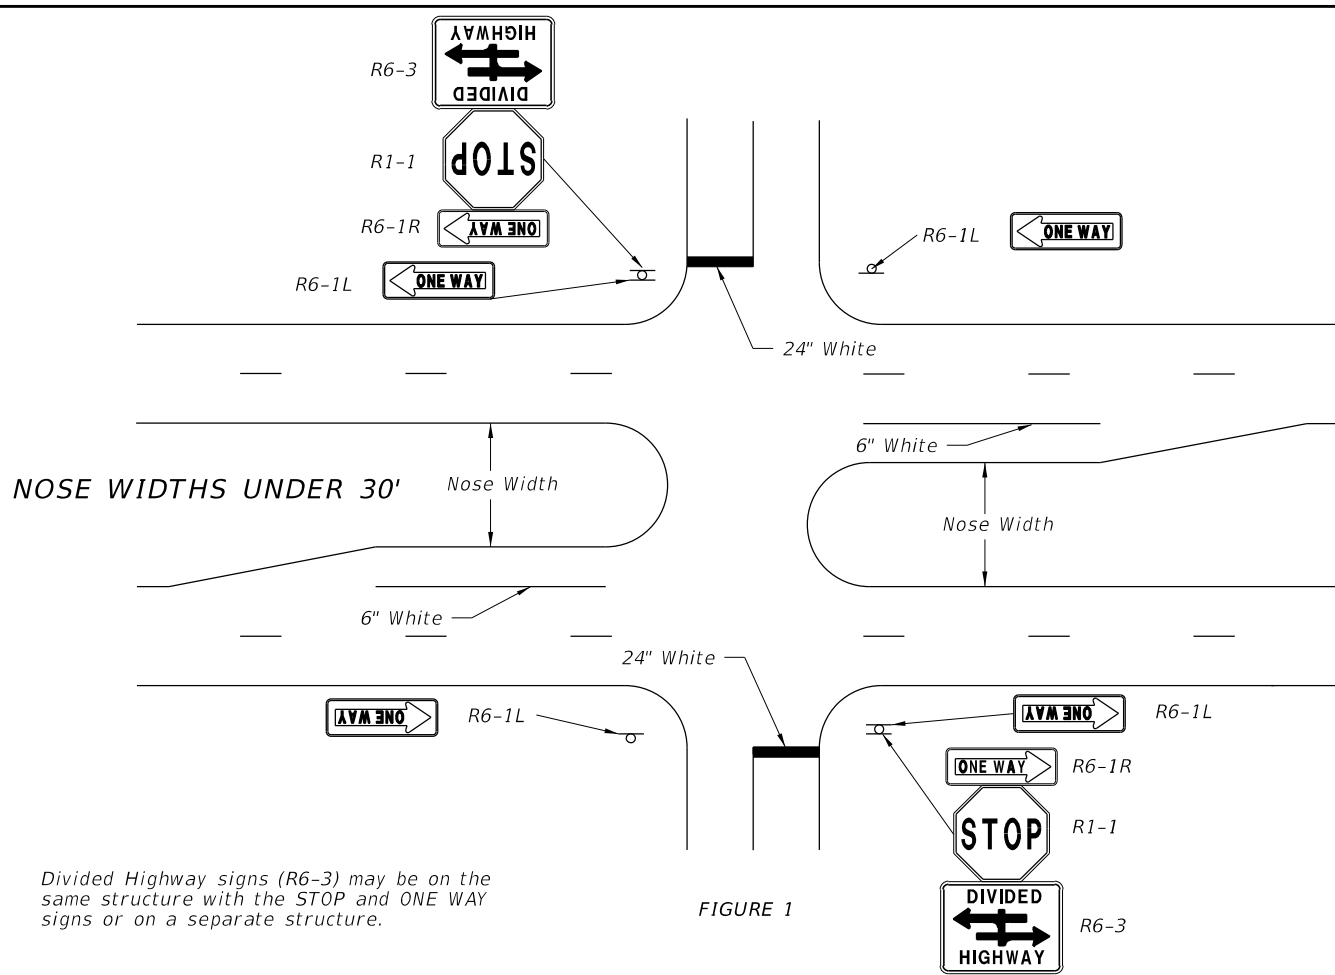 HIGHWAY
DIVIDED
R6-3
STOP
R1-1
R6-1R
ONE WAY
R6-1L
ONE WAY
R6-1L
ONE WAY
24" White
6" White
NOSE WIDTHS UNDER 30'
Nose Width
Nose Width
6" White
24" White
ONE WAY
R6-1L
ONE WAY
R6-1L
ONE WAY
R6-1R
STOP
R1-1
DIVIDED
HIGHWAY
R6-3
Divided Highway signs (R6-3) may be on the
same structure with the STOP and ONE WAY
signs or on a separate structure.
FIGURE 1